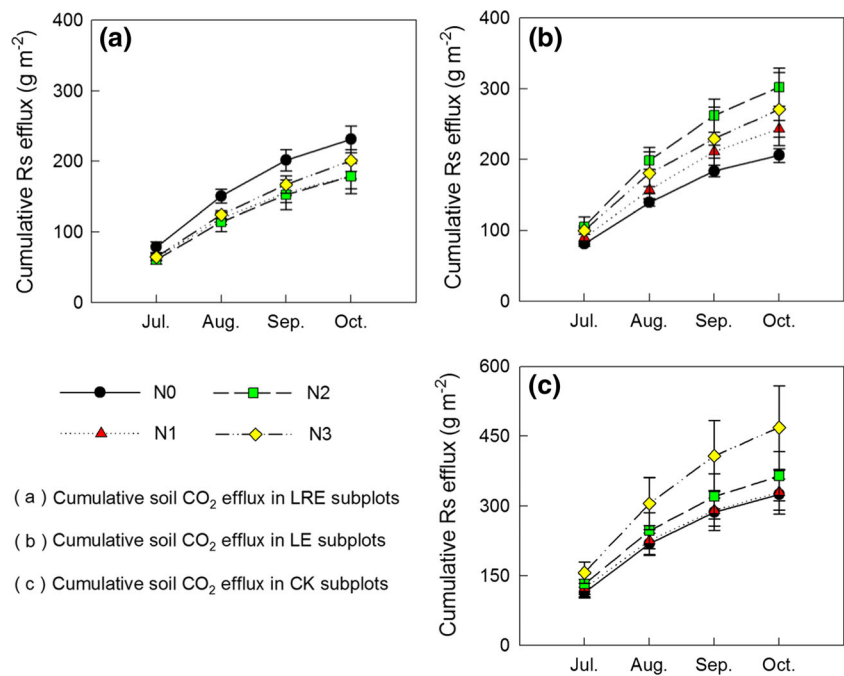 (a)
Cumulative Rs efflux (g m⁻²)
400
300
200
100
0
Jul. Aug. Sep. Oct.
(b)
Cumulative Rs efflux (g m⁻²)
400
300
200
100
0
Jul. Aug. Sep. Oct.
N0 N2
N1 N3
( a ) Cumulative soil CO₂ efflux in LRE subplots
( b ) Cumulative soil CO₂ efflux in LE subplots
( c ) Cumulative soil CO₂ efflux in CK subplots
(c)
Cumulative Rs efflux (g m⁻²)
600
450
300
150
0
Jul. Aug. Sep. Oct.